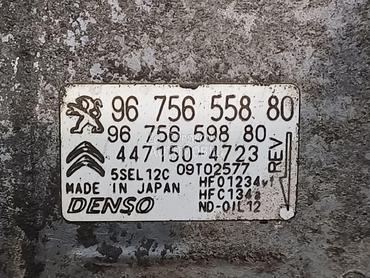 96 756 558 80
96 756 598 80
447150-4723
5SEL12C 09T02577
MADE IN JAPAN HFO1234yf
HFC134a
DENSO ND-OIL12
REV